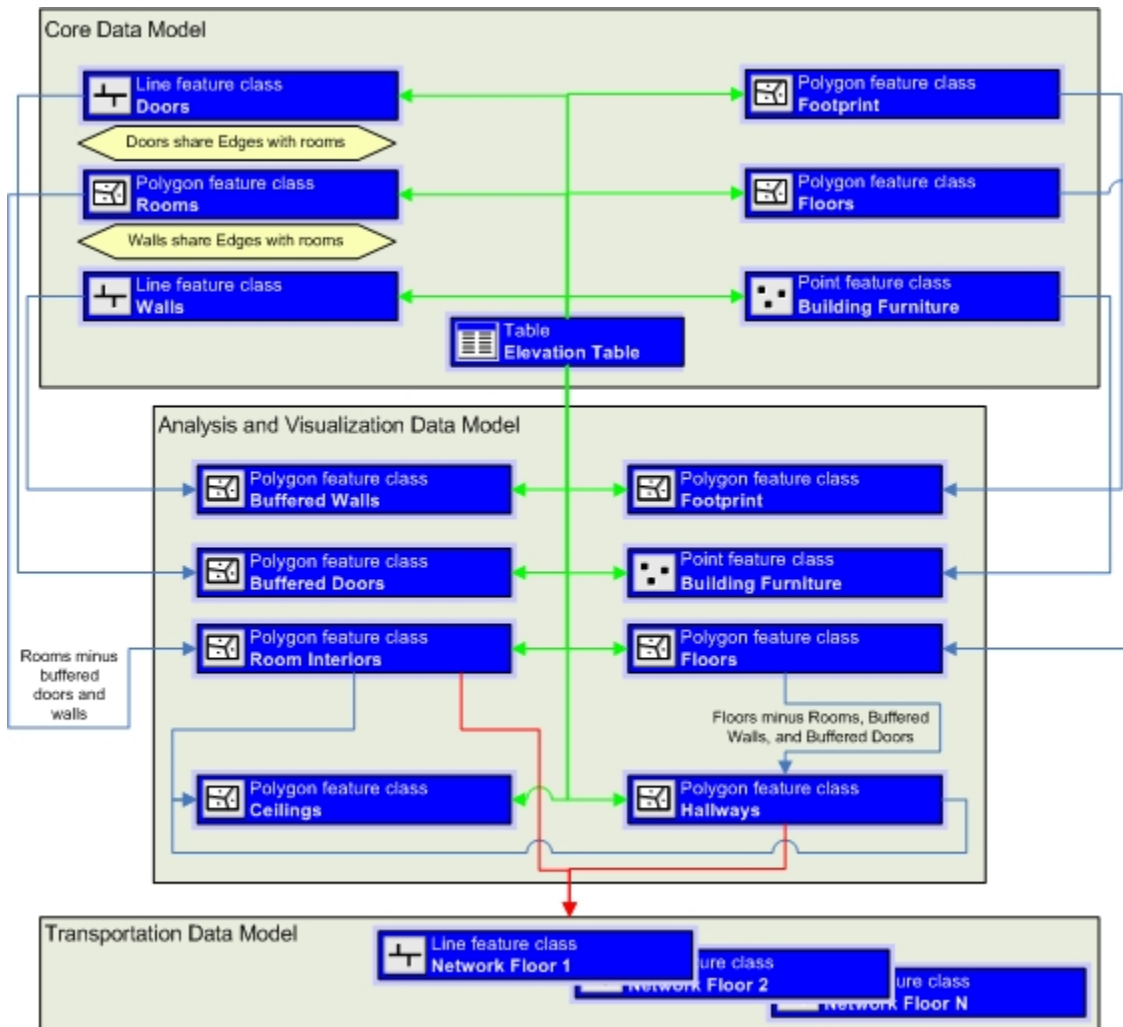 Core Data Model
Line feature class
Doors
Doors share Edges with rooms
Polygon feature class
Rooms
Walls share Edges with rooms
Line feature class
Walls
Polygon feature class
Footprint
Polygon feature class
Floors
Point feature class
Building Furniture
Table
Elevation Table
Analysis and Visualization Data Model
Polygon feature class
Buffered Walls
Polygon feature class
Footprint
Polygon feature class
Buffered Doors
Point feature class
Building Furniture
Polygon feature class
Room Interiors
Polygon feature class
Floors
Rooms minus
buffered
doors and
walls
Floors minus Rooms, Buffered
Walls, and Buffered Doors
Polygon feature class
Ceilings
Polygon feature class
Hallways
Transportation Data Model
Line feature class
Network Floor 1
ure class
Network Floor 2
feature class
Network Floor N